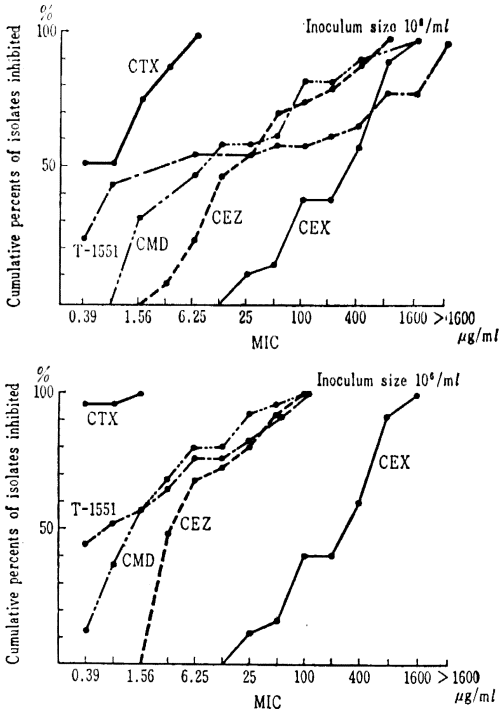 %
Inoculum size 10⁸/ml
100
CTX
50
T-1551
CMD
CEZ
CEX
Cumulative percents of isolates inhibited
0.39 1.56 6.25 25 100 400 1600 >1600
MIC
μg/ml
%
Inoculum size 10⁶/ml
100
CTX
T-1551
50
CMD
CEZ
CEX
Cumulative percents of isolates inhibited
0.39 1.56 6.25 25 100 400 1600 >1600
MIC
μg/ml